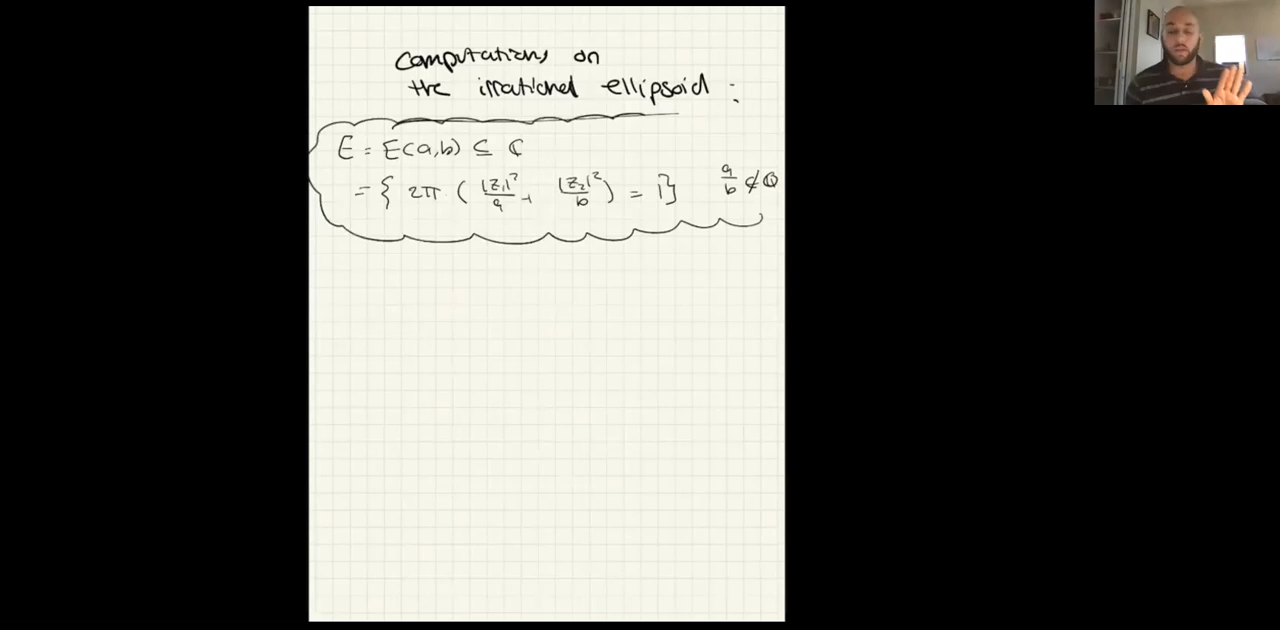 computations on
the irrational ellipsoid :
E = E(a,b) ⊆ ℂ
= { 2π ( |z₁|²/a + |z₂|²/b ) = 1 } a/b ∉ ℚ